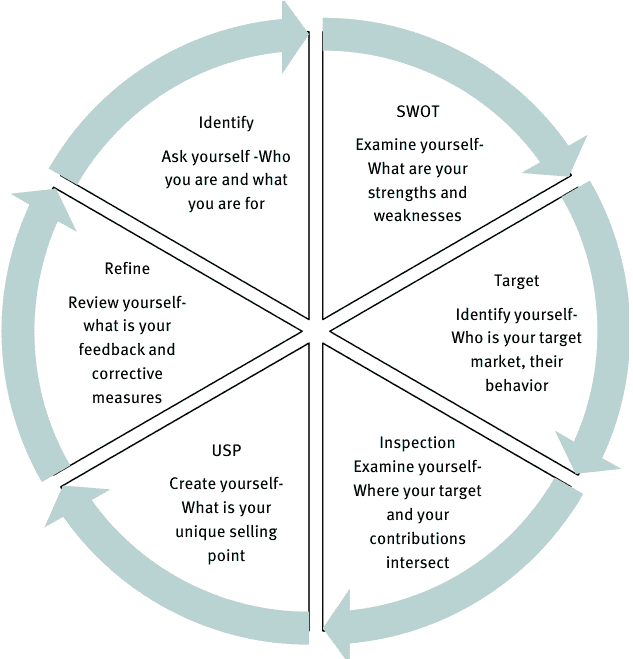 Identify
Ask yourself -Who
you are and what
you are for
SWOT
Examine yourself-
What are your
strengths and
weaknesses
Target
Identify yourself-
Who is your target
market, their
behavior
Inspection
Examine yourself-
Where your target
and your
contributions
intersect
USP
Create yourself-
What is your
unique selling
point
Refine
Review yourself-
what is your
feedback and
corrective
measures